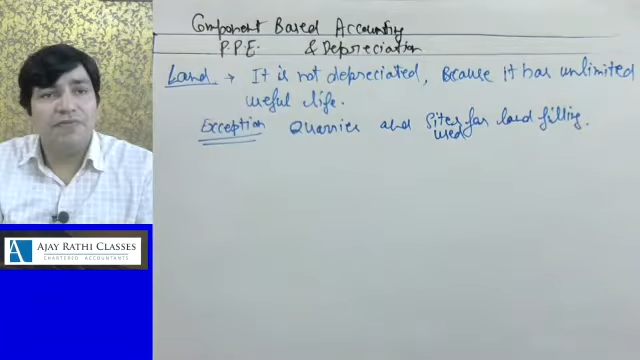 Component Based Accounting
P.P.E. & Depreciation
Land → It is not depreciated, Because it has unlimited
useful life.
Exception Quarries and Sites for land filling.
used
AJAY RATHI CLASSES
CHARTERED ACCOUNTANTS